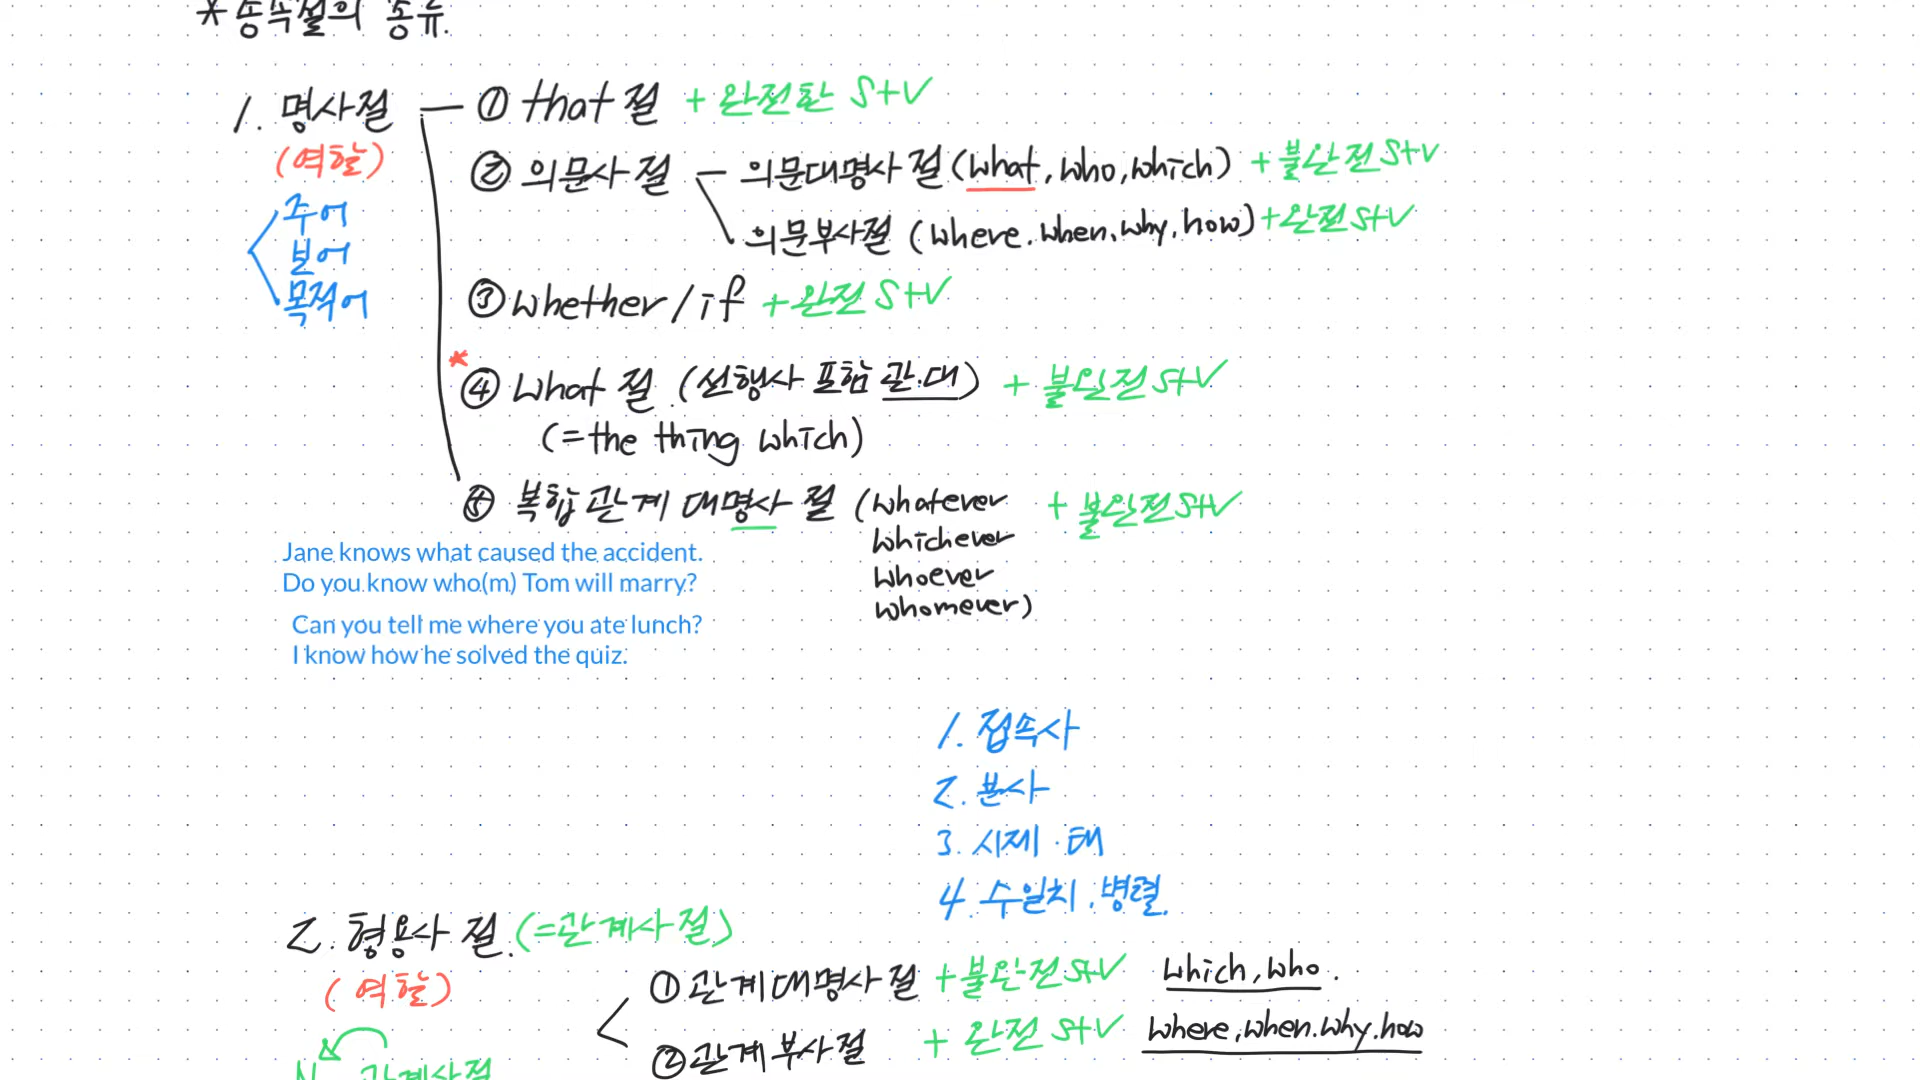 * 종속절의 종류.
1. 명사절 — ① that절 + 완전한 S+V
(역할)
② 의문사 절 — 의문대명사 절 (what, who, which) + 불완전 S+V
주어
의문부사절 (where. when, why, how) + 완전 S+V
보어
목적어
③ whether / if + 완전 S+V
* ④ what 절 (선행사 포함 관.대) + 불완전 S+V
(= the thing which)
⑤ 복합관계 대명사 절 (whatever + 불완전 S+V
whichever
whoever
whomever)
Jane knows what caused the accident.
Do you know who(m) Tom will marry?
Can you tell me where you ate lunch?
I know how he solved the quiz.
1. 접속사
2. 분사
3. 시제 · 태
4. 수일치 . 병렬.
2. 형용사 절. (=관계사 절)
(역할)
① 관계대명사절 + 불완전 S+V which, who.
② 관계부사절 + 완전 S+V where, when. why. how
N 관계사절